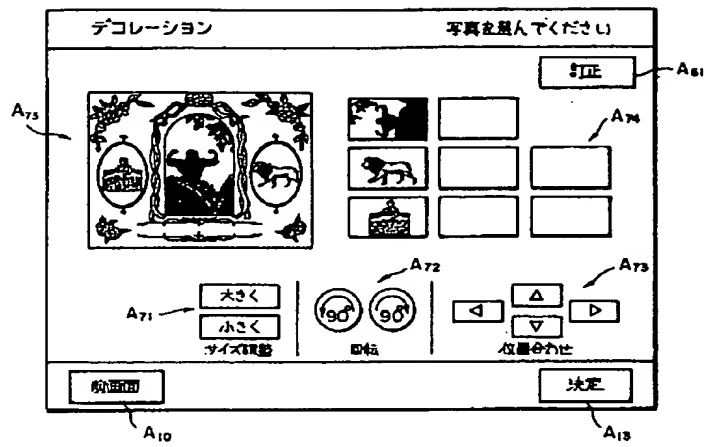 デコレーション
写真を選んでください
訂正
A61
A75
A74
A72
A73
大きく
A71
90° 90°
小さく
サイズ調整
回転
位置合わせ
前画面
決定
A10
A13